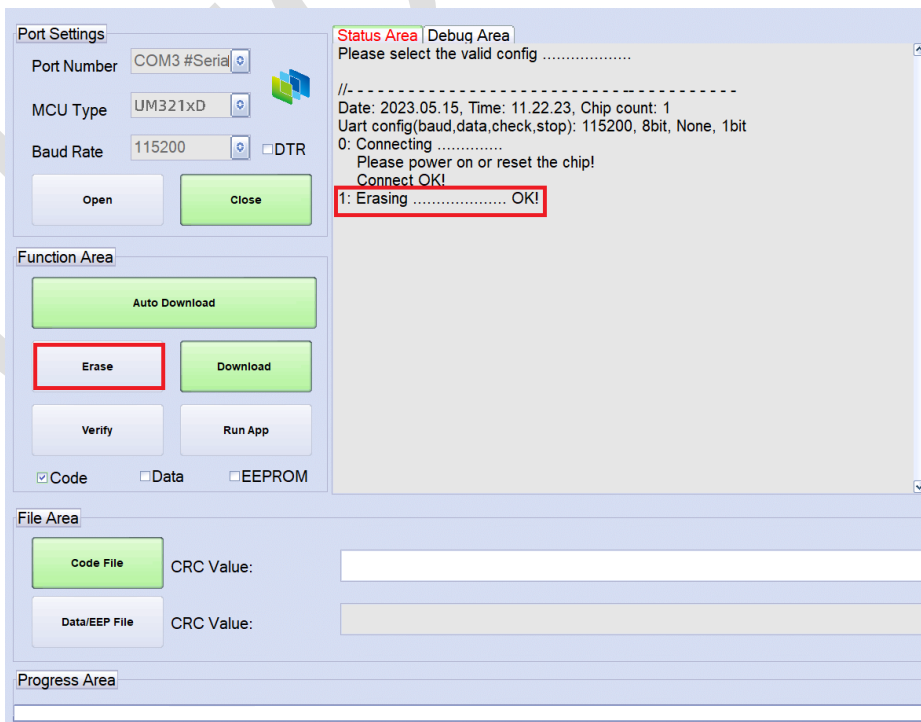 Port Settings
Port Number COM3 #Serial
MCU Type UM321xD
Baud Rate 115200 DTR
Open Close
Function Area
Auto Download
Erase Download
Verify Run App
Code Data EEPROM
Status Area Debug Area
Please select the valid config ...................
//- - - - - - - - - - - - - - - - - - - - - - - - - - - - - - - - - - - - - - -
Date: 2023.05.15, Time: 11.22.23, Chip count: 1
Uart config(baud,data,check,stop): 115200, 8bit, None, 1bit
0: Connecting ..............
Please power on or reset the chip!
Connect OK!
1: Erasing .................... OK!
File Area
Code File CRC Value:
Data/EEP File CRC Value:
Progress Area